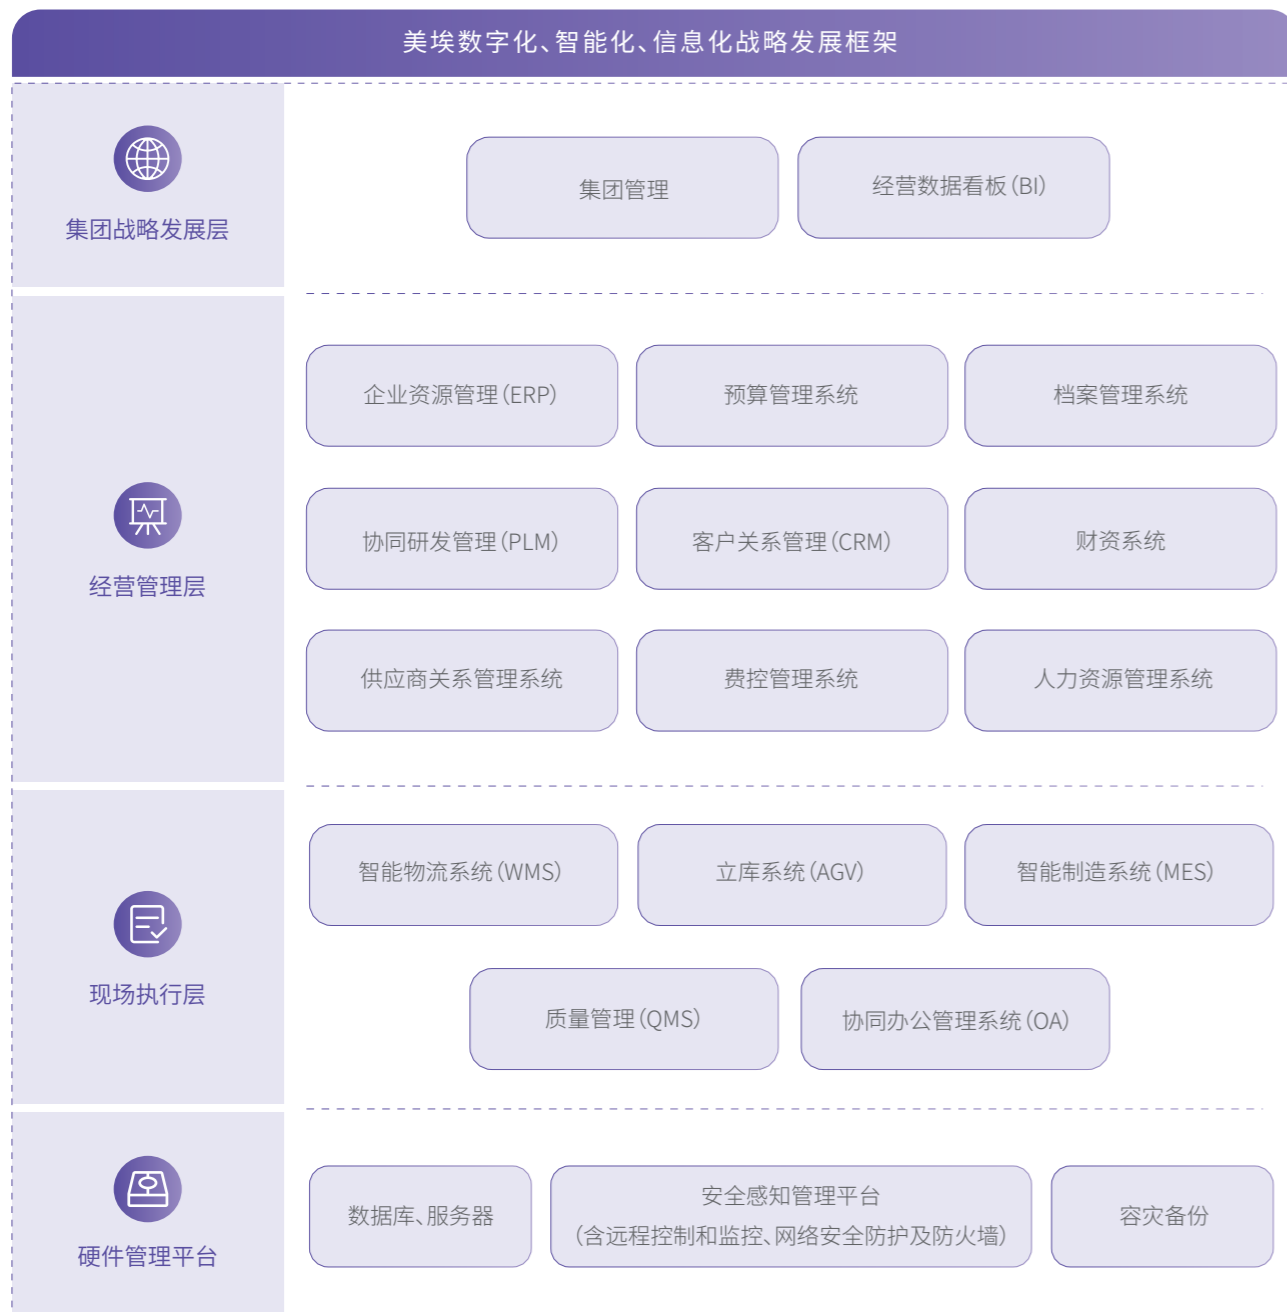 美埃数字化、智能化、信息化战略发展框架
集团战略发展层
集团管理
经营数据看板(BI)
经营管理层
企业资源管理(ERP)
预算管理系统
档案管理系统
协同研发管理(PLM)
客户关系管理(CRM)
财资系统
供应商关系管理系统
费控管理系统
人力资源管理系统
现场执行层
智能物流系统(WMS)
立库系统(AGV)
智能制造系统(MES)
质量管理(QMS)
协同办公管理系统(OA)
硬件管理平台
数据库、服务器
安全感知管理平台
(含远程控制和监控、网络安全防护及防火墙)
容灾备份